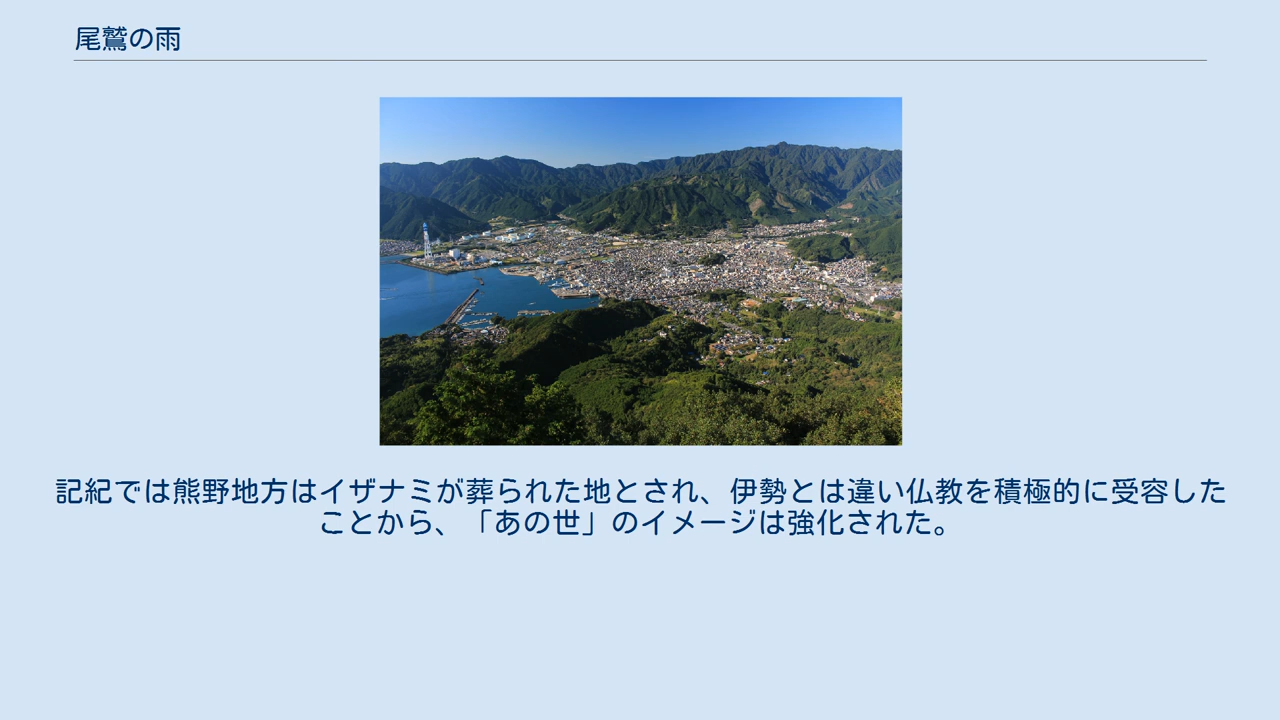 尾鷲の雨
記紀では熊野地方はイザナミが葬られた地とされ、伊勢とは違い仏教を積極的に受容した
ことから、「あの世」のイメージは強化された。